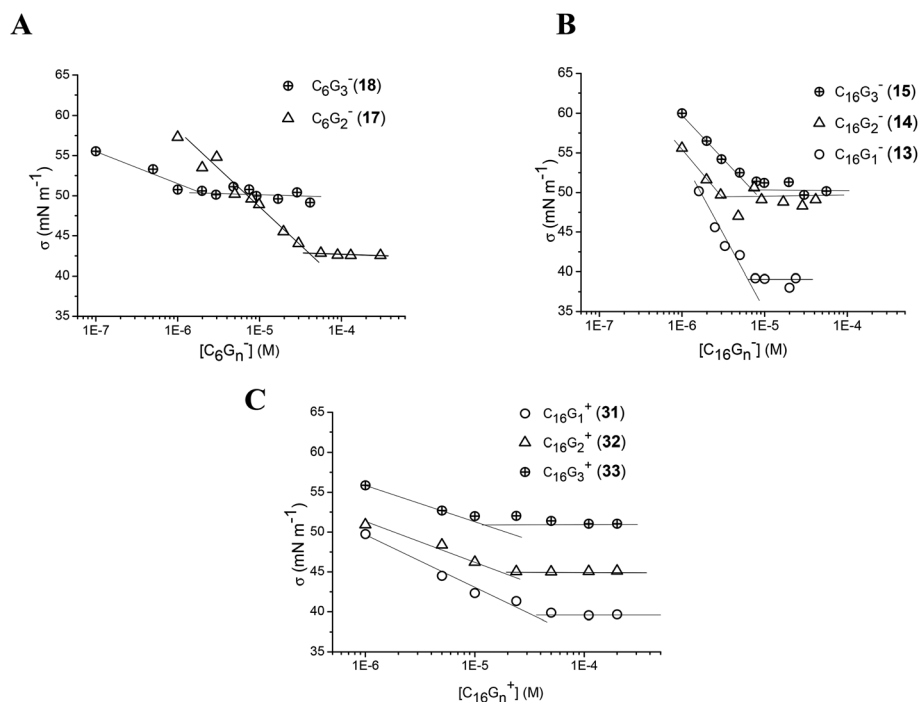 A
65
60
55
50
45
40
35
σ (mN m⁻¹)
C₆G₃⁻ (18)
C₆G₂⁻ (17)
1E-7 1E-6 1E-5 1E-4
[C₆Gₙ⁻] (M)
B
65
60
55
50
45
40
35
σ (mN m⁻¹)
C₁₆G₃⁻ (15)
C₁₆G₂⁻ (14)
C₁₆G₁⁻ (13)
1E-7 1E-6 1E-5 1E-4
[C₁₆Gₙ⁻] (M)
C
65
60
55
50
45
40
35
σ (mN m⁻¹)
C₁₆G₁⁺ (31)
C₁₆G₂⁺ (32)
C₁₆G₃⁺ (33)
1E-6 1E-5 1E-4
[C₁₆Gₙ⁺] (M)